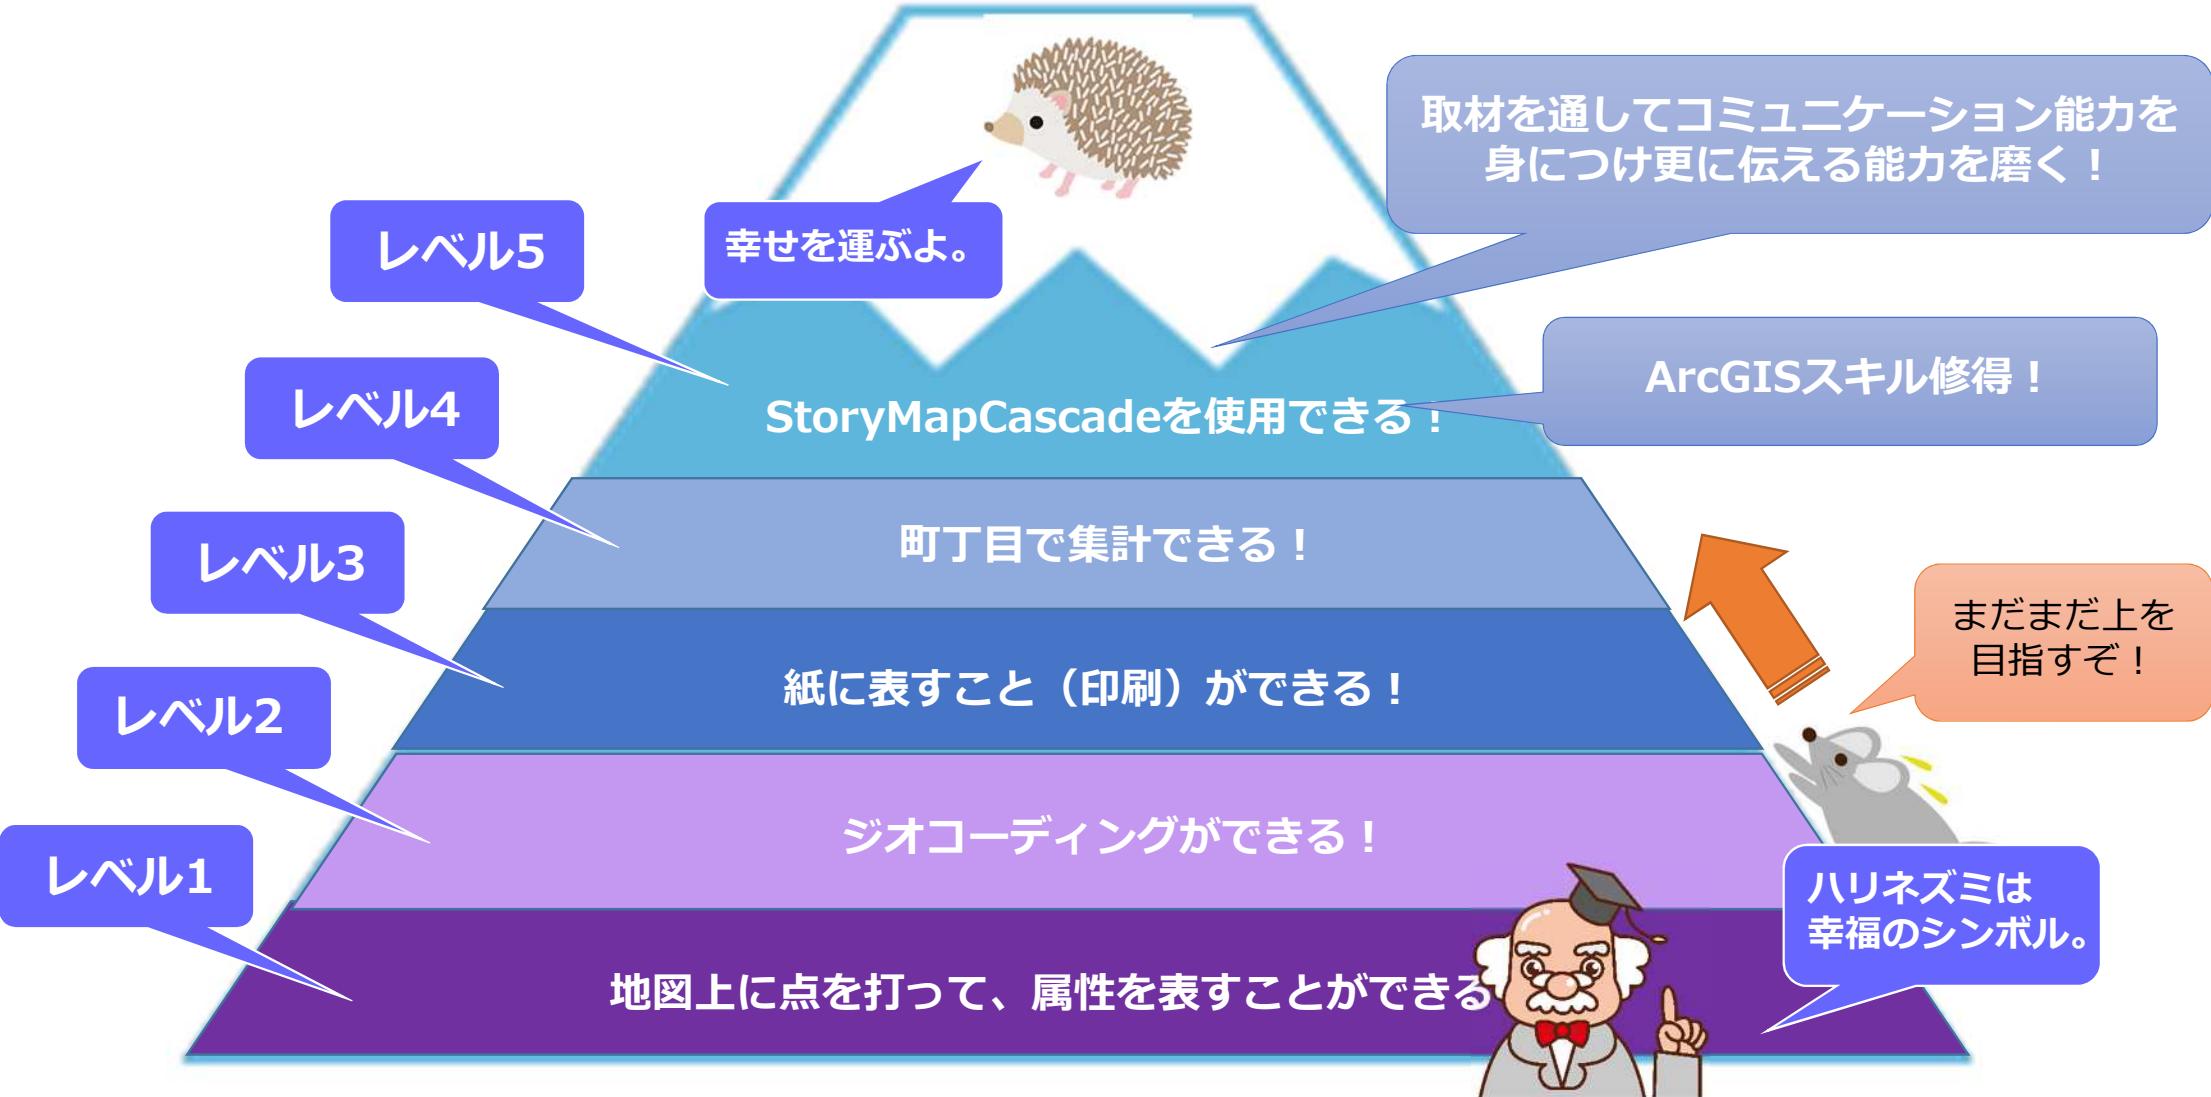 取材を通してコミュニケーション能力を
身につけ更に伝える能力を磨く！
レベル5
幸せを運ぶよ。
ArcGISスキル修得！
StoryMapCascadeを使用できる！
レベル4
町丁目で集計できる！
レベル3
まだまだ上を
目指すぞ！
紙に表すこと（印刷）ができる！
レベル2
ジオコーディングができる！
レベル1
ハリネズミは
幸福のシンボル。
地図上に点を打って、属性を表すことができる